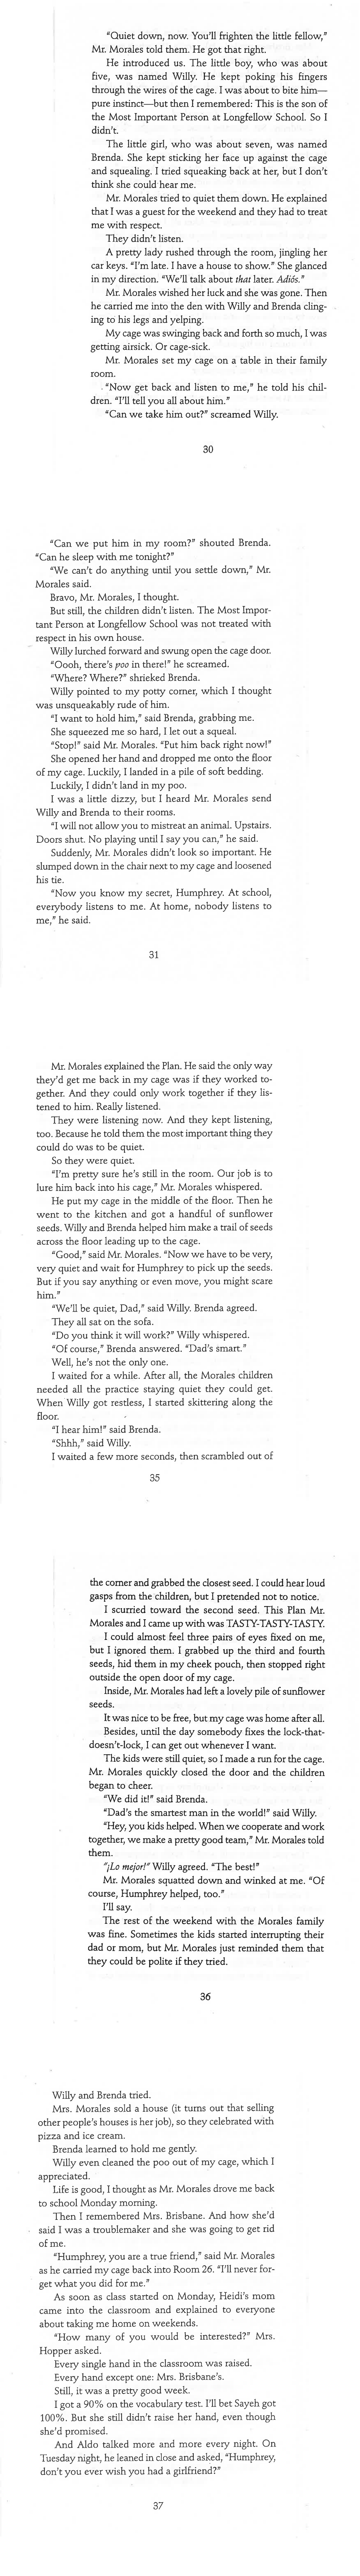 "Quiet down, now. You'll frighten the little fellow,"
Mr. Morales told them. He got that right.
He introduced us. The little boy, who was about
five, was named Willy. He kept poking his fingers
through the wires of the cage. I was about to bite him—
pure instinct—but then I remembered: This is the son of
the Most Important Person at Longfellow School. So I
didn't.
The little girl, who was about seven, was named
Brenda. She kept sticking her face up against the cage
and squealing. I tried squeaking back at her, but I don't
think she could hear me.
Mr. Morales tried to quiet them down. He explained
that I was a guest for the weekend and they had to treat
me with respect.
They didn't listen.
A pretty lady rushed through the room, jingling her
car keys. "I'm late. I have a house to show." She glanced
in my direction. "We'll talk about that later. Adiós."
Mr. Morales wished her luck and she was gone. Then
he carried me into the den with Willy and Brenda cling-
ing to his legs and yelping.
My cage was swinging back and forth so much, I was
getting airsick. Or cage-sick.
Mr. Morales set my cage on a table in their family
room.
"Now get back and listen to me," he told his chil-
dren. "I'll tell you all about him."
"Can we take him out?" screamed Willy.
30
"Can we put him in my room?" shouted Brenda.
"Can he sleep with me tonight?"
"We can't do anything until you settle down," Mr.
Morales said.
Bravo, Mr. Morales, I thought.
But still, the children didn't listen. The Most Impor-
tant Person at Longfellow School was not treated with
respect in his own house.
Willy lurched forward and swung open the cage door.
"Oooh, there's poo in there!" he screamed.
"Where? Where?" shrieked Brenda.
Willy pointed to my potty corner, which I thought
was unsqueakably rude of him.
"I want to hold him," said Brenda, grabbing me.
She squeezed me so hard, I let out a squeal.
"Stop!" said Mr. Morales. "Put him back right now!"
She opened her hand and dropped me onto the floor
of my cage. Luckily, I landed in a pile of soft bedding.
Luckily, I didn't land in my poo.
I was a little dizzy, but I heard Mr. Morales send
Willy and Brenda to their rooms.
"I will not allow you to mistreat an animal. Upstairs.
Doors shut. No playing until I say you can," he said.
Suddenly, Mr. Morales didn't look so important. He
slumped down in the chair next to my cage and loosened
his tie.
"Now you know my secret, Humphrey. At school,
everybody listens to me. At home, nobody listens to
me," he said.
31
Mr. Morales explained the Plan. He said the only way
they'd get me back in my cage was if they worked to-
gether. And they could only work together if they lis-
tened to him. Really listened.
They were listening now. And they kept listening,
too. Because he told them the most important thing they
could do was to be quiet.
So they were quiet.
"I'm pretty sure he's still in the room. Our job is to
lure him back into his cage," Mr. Morales whispered.
He put my cage in the middle of the floor. Then he
went to the kitchen and got a handful of sunflower
seeds. Willy and Brenda helped him make a trail of seeds
across the floor leading up to the cage.
"Good," said Mr. Morales. "Now we have to be very,
very quiet and wait for Humphrey to pick up the seeds.
But if you say anything or even move, you might scare
him."
"We'll be quiet, Dad," said Willy. Brenda agreed.
They all sat on the sofa.
"Do you think it will work?" Willy whispered.
"Of course," Brenda answered. "Dad's smart."
Well, he's not the only one.
I waited for a while. After all, the Morales children
needed all the practice staying quiet they could get.
When Willy got restless, I started skittering along the
floor.
"I hear him!" said Brenda.
"Shhh," said Willy.
I waited a few more seconds, then scrambled out of
35
the corner and grabbed the closest seed. I could hear loud
gasps from the children, but I pretended not to notice.
I scurried toward the second seed. This Plan Mr.
Morales and I came up with was TASTY-TASTY-TASTY.
I could almost feel three pairs of eyes fixed on me,
but I ignored them. I grabbed up the third and fourth
seeds, hid them in my cheek pouch, then stopped right
outside the open door of my cage.
Inside, Mr. Morales had left a lovely pile of sunflower
seeds.
It was nice to be free, but my cage was home after all.
Besides, until the day somebody fixes the lock-that-
doesn't-lock, I can get out whenever I want.
The kids were still quiet, so I made a run for the cage.
Mr. Morales quickly closed the door and the children
began to cheer.
"We did it!" said Brenda.
"Dad's the smartest man in the world!" said Willy.
"Hey, you kids helped. When we cooperate and work
together, we make a pretty good team," Mr. Morales told
them.
"¡Lo mejor!" Willy agreed. "The best!"
Mr. Morales squatted down and winked at me. "Of
course, Humphrey helped, too."
I'll say.
The rest of the weekend with the Morales family
was fine. Sometimes the kids started interrupting their
dad or mom, but Mr. Morales just reminded them that
they could be polite if they tried.
36
Willy and Brenda tried.
Mrs. Morales sold a house (it turns out that selling
other people's houses is her job), so they celebrated with
pizza and ice cream.
Brenda learned to hold me gently.
Willy even cleaned the poo out of my cage, which I
appreciated.
Life is good, I thought as Mr. Morales drove me back
to school Monday morning.
Then I remembered Mrs. Brisbane. And how she'd
said I was a troublemaker and she was going to get rid
of me.
"Humphrey, you are a true friend," said Mr. Morales
as he carried my cage back into Room 26. "I'll never for-
get what you did for me."
As soon as class started on Monday, Heidi's mom
came into the classroom and explained to everyone
about taking me home on weekends.
"How many of you would be interested?" Mrs.
Hopper asked.
Every single hand in the classroom was raised.
Every hand except one: Mrs. Brisbane's.
Still, it was a pretty good week.
I got a 90% on the vocabulary test. I'll bet Sayeh got
100%. But she still didn't raise her hand, even though
she'd promised.
And Aldo talked more and more every night. On
Tuesday night, he leaned in close and asked, "Humphrey,
don't you ever wish you had a girlfriend?"
37